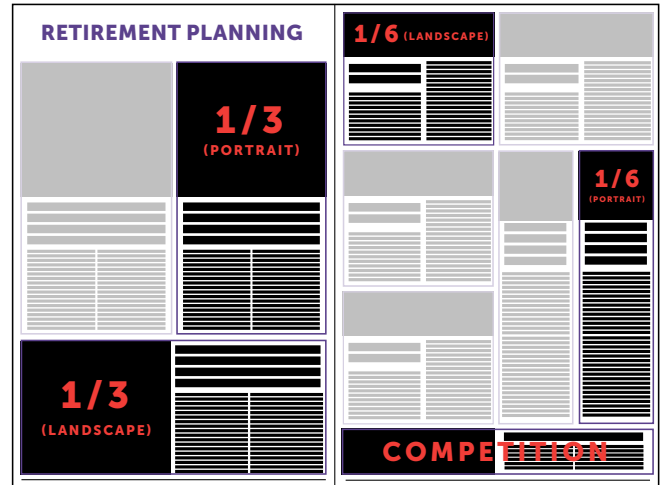 RETIREMENT PLANNING
1/3
(PORTRAIT)
1/3
(LANDSCAPE)
1/6 (LANDSCAPE)
1/6
(PORTRAIT)
COMPETITION